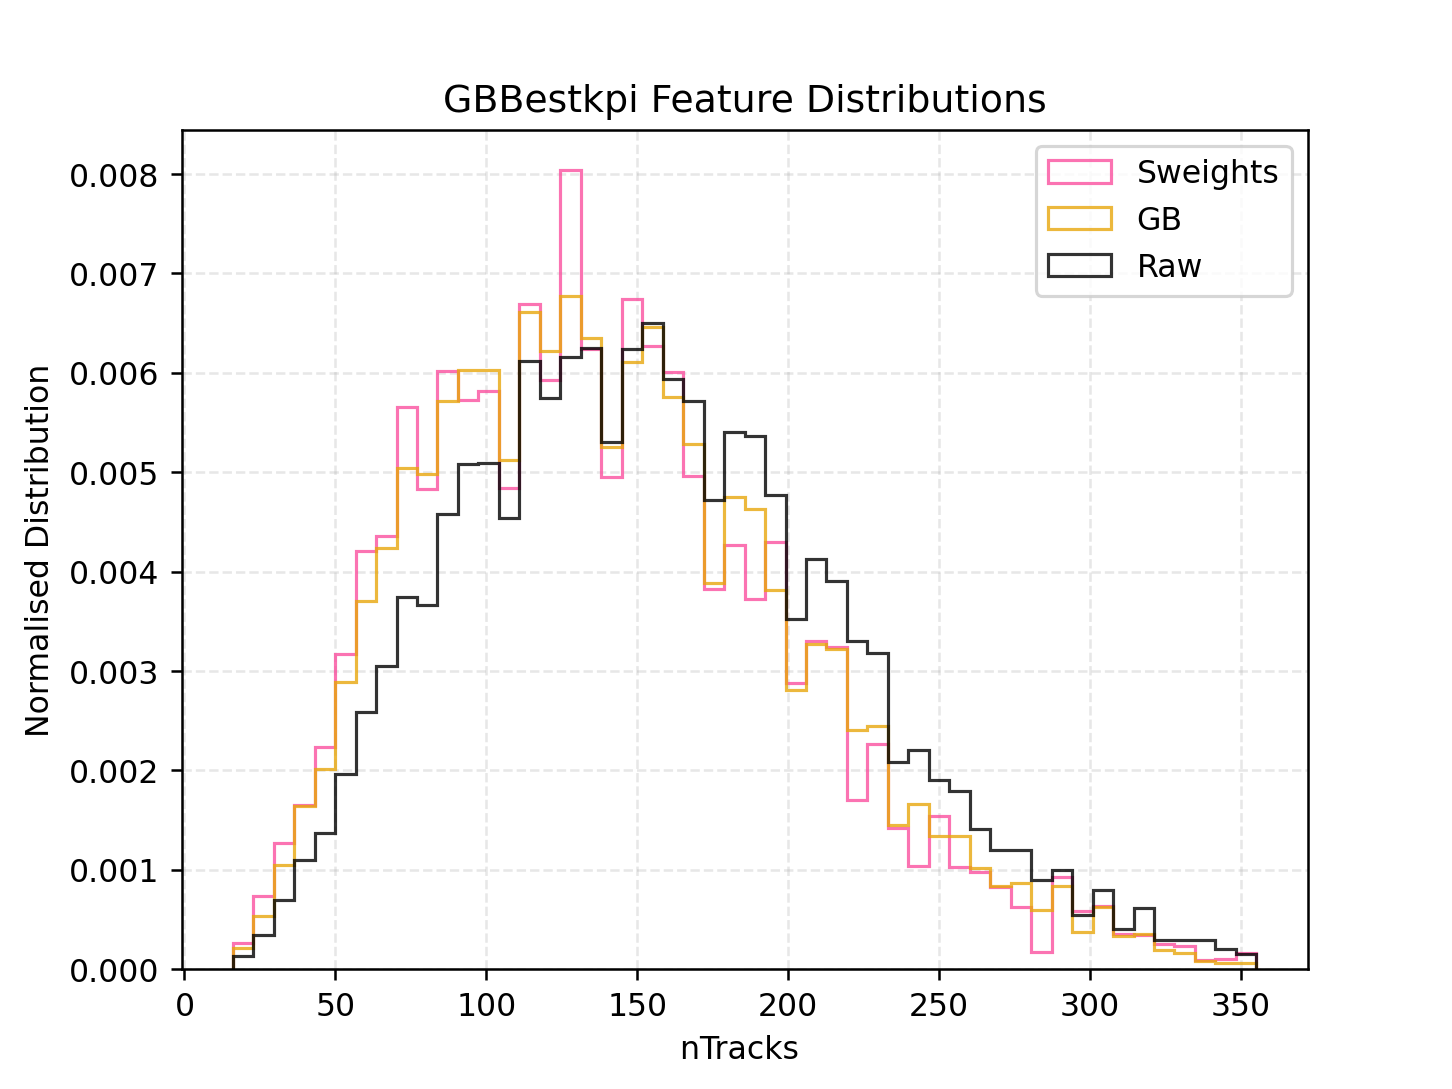 GBBestkpi Feature Distributions
Sweights
GB
Raw
Normalised Distribution
0.008
0.007
0.006
0.005
0.004
0.003
0.002
0.001
0.000
0 50 100 150 200 250 300 350
nTracks